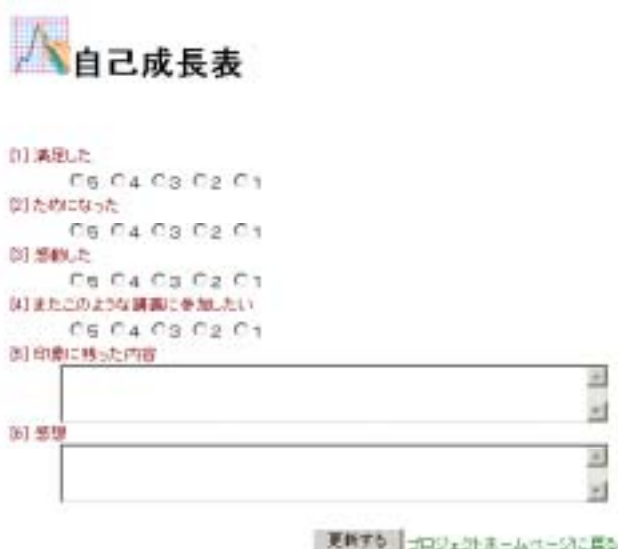 自己成長表
[1] 満足した
5 4 3 2 1
[2] ためになった
5 4 3 2 1
[3] 感動した
5 4 3 2 1
[4] またこのような講義に参加したい
5 4 3 2 1
[5] 印象に残った内容
[6] 感想
更新する プロジェクトホームページに戻る